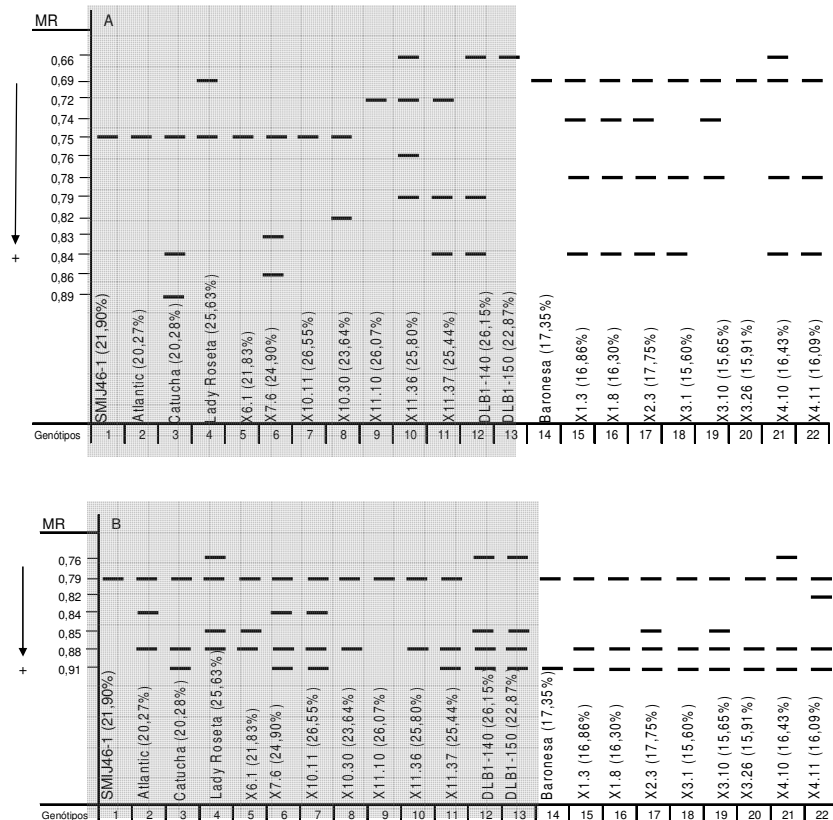 MR A
0,66
0,69
0,72
0,74
0,75
0,76
0,78
0,79
0,82
0,83
0,84
+
0,86
0,89
SMIJ46-1 (21,90%)
Atlantic (20,27%)
Catucha (20,28%)
Lady Roseta (25,63%)
X6.1 (21,83%)
X7.6 (24,90%)
X10.11 (26,55%)
X10.30 (23,64%)
X11.10 (26,07%)
X11.36 (25,80%)
X11.37 (25,44%)
DLB1-140 (26,15%)
DLB1-150 (22,87%)
Baronesa (17,35%)
X1.3 (16,86%)
X1.8 (16,30%)
X2.3 (17,75%)
X3.1 (15,60%)
X3.10 (15,65%)
X3.26 (15,91%)
X4.10 (16,43%)
X4.11 (16,09%)
Genótipos 1 2 3 4 5 6 7 8 9 10 11 12 13 14 15 16 17 18 19 20 21 22
MR B
0,76
0,79
0,82
0,84
0,85
0,88
+
0,91
SMIJ46-1 (21,90%)
Atlantic (20,27%)
Catucha (20,28%)
Lady Roseta (25,63%)
X6.1 (21,83%)
X7.6 (24,90%)
X10.11 (26,55%)
X10.30 (23,64%)
X11.10 (26,07%)
X11.36 (25,80%)
X11.37 (25,44%)
DLB1-140 (26,15%)
DLB1-150 (22,87%)
Baronesa (17,35%)
X1.3 (16,86%)
X1.8 (16,30%)
X2.3 (17,75%)
X3.1 (15,60%)
X3.10 (15,65%)
X3.26 (15,91%)
X4.10 (16,43%)
X4.11 (16,09%)
Genótipos 1 2 3 4 5 6 7 8 9 10 11 12 13 14 15 16 17 18 19 20 21 22